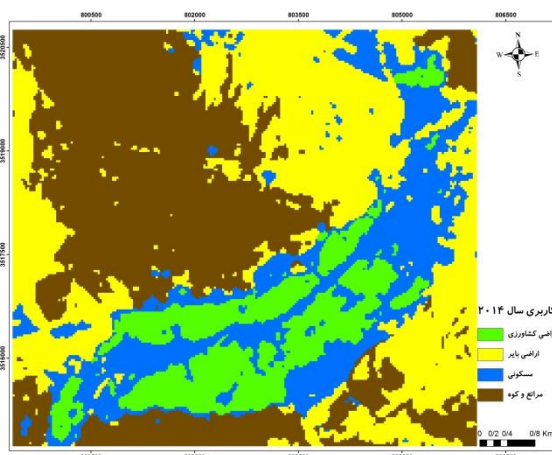 800500 802000 803500 805000 806500
3520500
3519000
3517500
3516000
N
W E
S
کاربری سال ۲۰۱۴
راضی کشاورزی
اراضی بایر
مسکونی
مراتع و کوه
0 0/2 0/4 0/8 Km